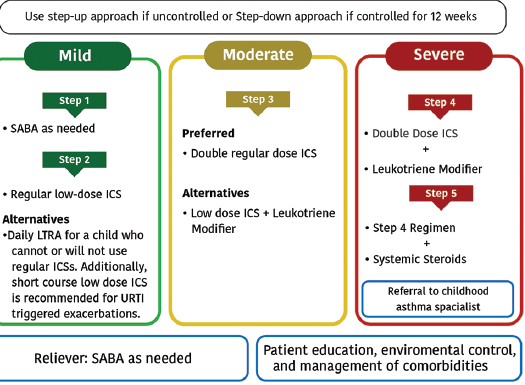 Use step-up approach if uncontrolled or Step-down approach if controlled for 12 weeks
Mild
Step 1
• SABA as needed
Step 2
• Regular low-dose ICS
Alternatives
•Daily LTRA for a child who
cannot or will not use
regular ICSs. Additionally,
short course low dose ICS
is recommended for URTI
triggered exacerbations.
Moderate
Step 3
Preferred
• Double regular dose ICS
Alternatives
• Low dose ICS + Leukotriene
Modifier
Severe
Step 4
• Double Dose ICS
+
• Leukotriene Modifier
Step 5
• Step 4 Regimen
+
• Systemic Steroids
Referral to childhood
asthma spacialist
Reliever: SABA as needed
Patient education, enviromental control,
and management of comorbidities